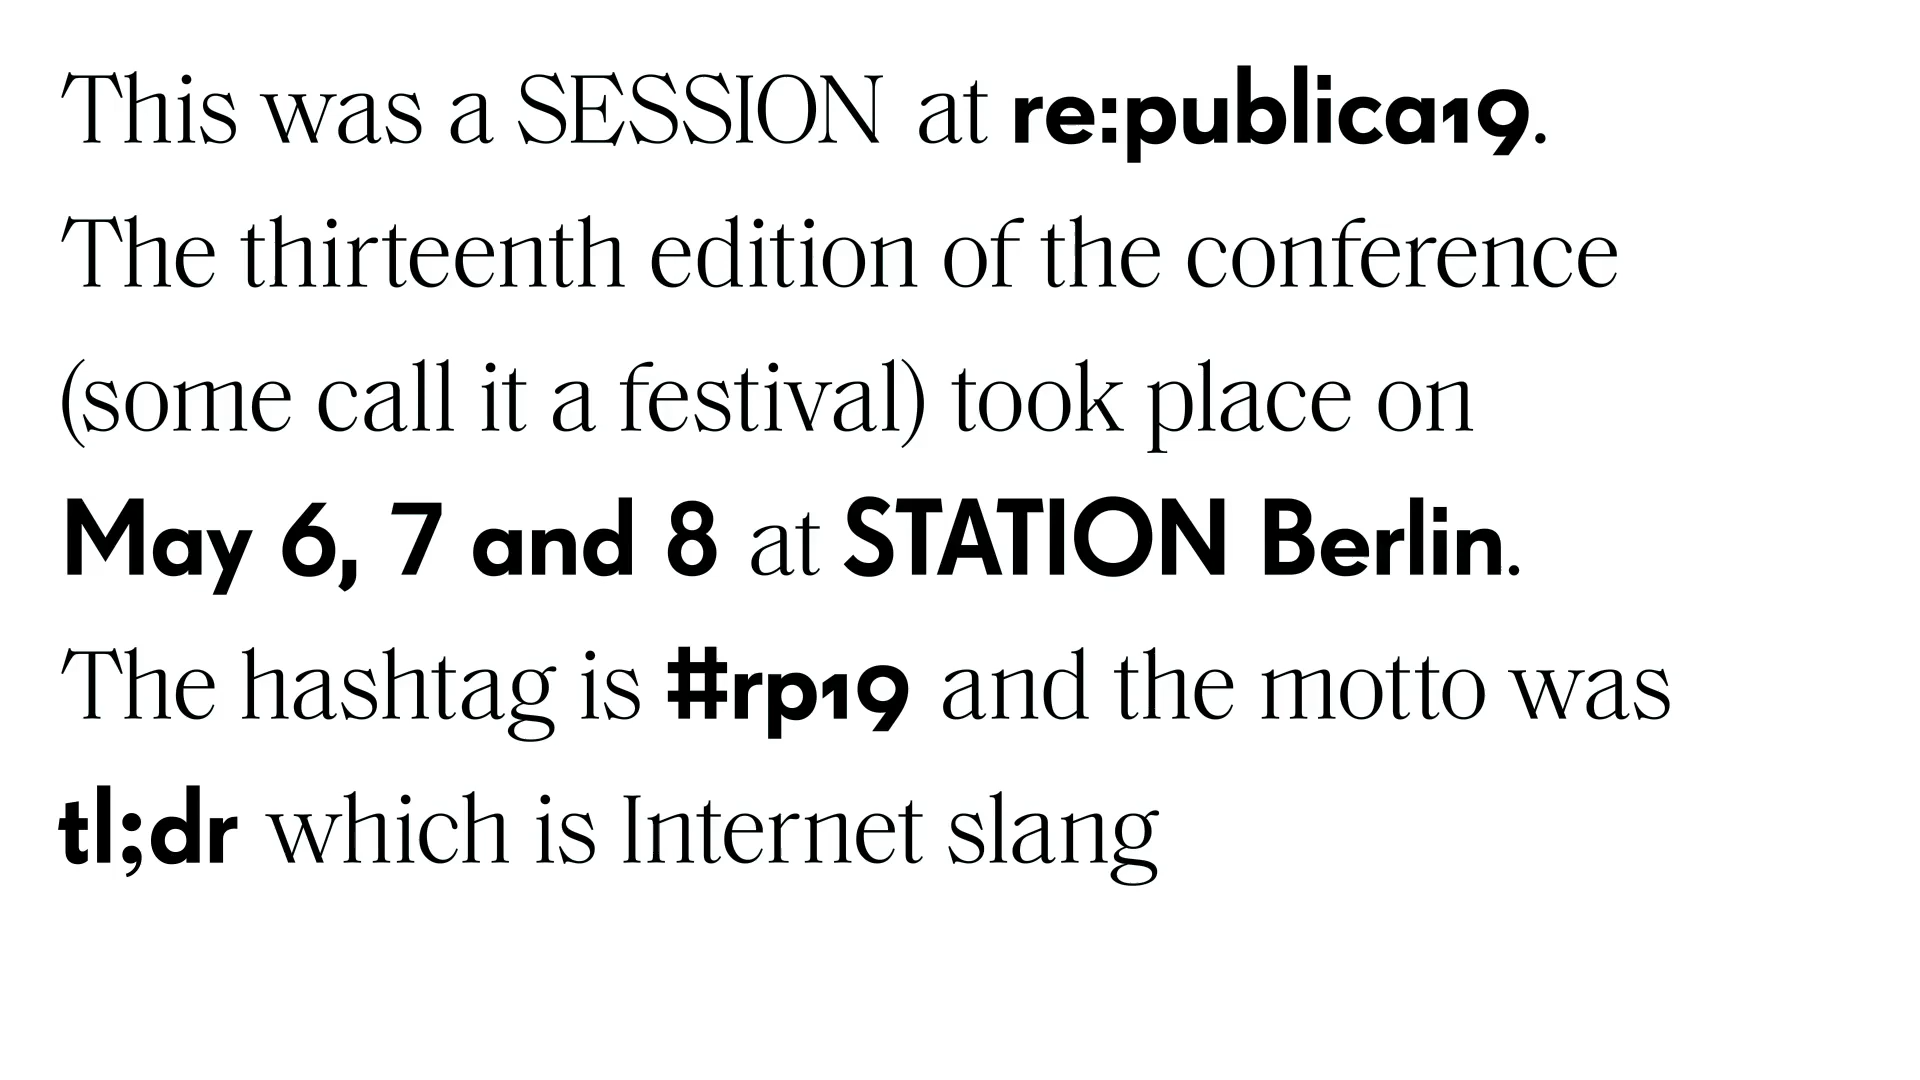 This was a SESSION at re:publica19.
The thirteenth edition of the conference
(some call it a festival) took place on
May 6, 7 and 8 at STATION Berlin.
The hashtag is #rp19 and the motto was
tl;dr which is Internet slang